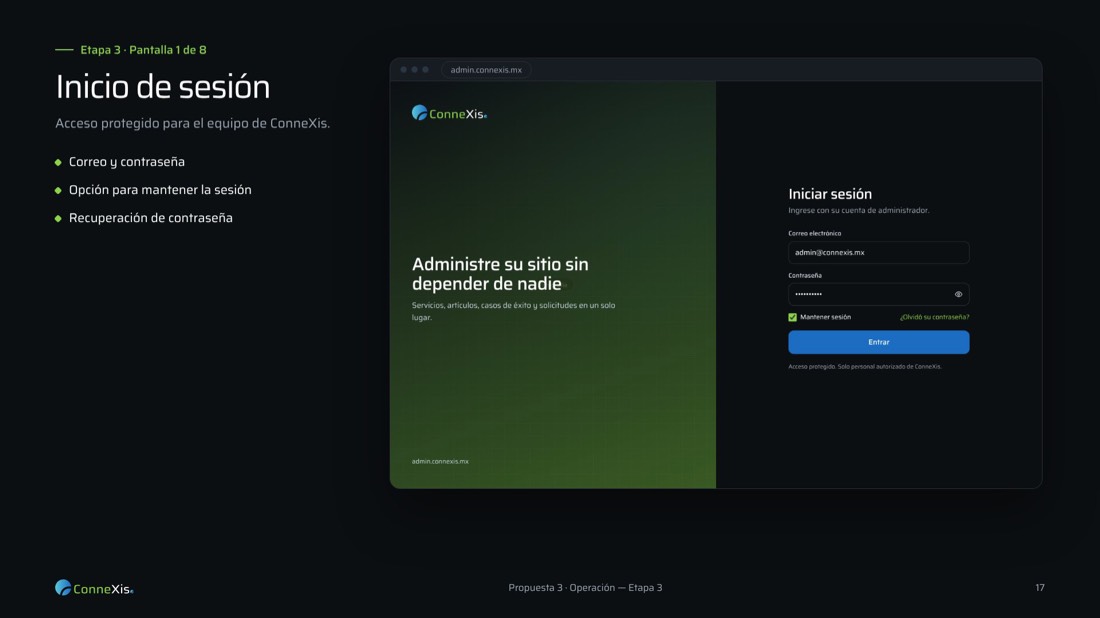 Etapa 3 · Pantalla 1 de 8
Inicio de sesión
Acceso protegido para el equipo de ConneXis.
Correo y contraseña
Opción para mantener la sesión
Recuperación de contraseña
admin.connexis.mx
ConneXis
Administre su sitio sin
depender de nadie
Servicios, artículos, casos de éxito y solicitudes en un solo
lugar.
admin.connexis.mx
Iniciar sesión
Ingrese con su cuenta de administrador.
Correo electrónico
admin@connexis.mx
Contraseña
••••••••••
Mantener sesión
¿Olvidó su contraseña?
Entrar
Acceso protegido. Solo personal autorizado de ConneXis.
ConneXis
Propuesta 3 · Operación — Etapa 3
17